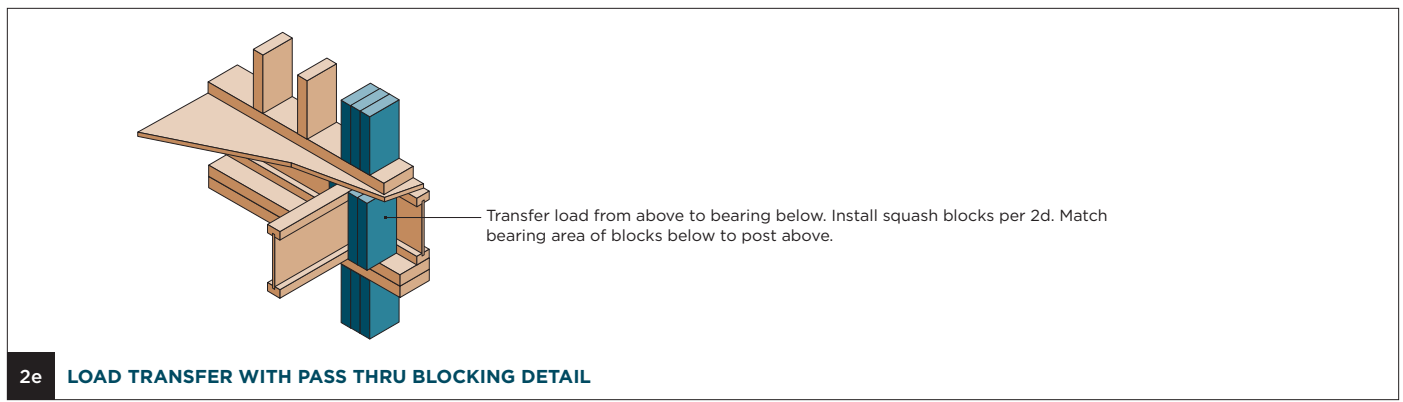 Transfer load from above to bearing below. Install squash blocks per 2d. Match
bearing area of blocks below to post above.
2e LOAD TRANSFER WITH PASS THRU BLOCKING DETAIL